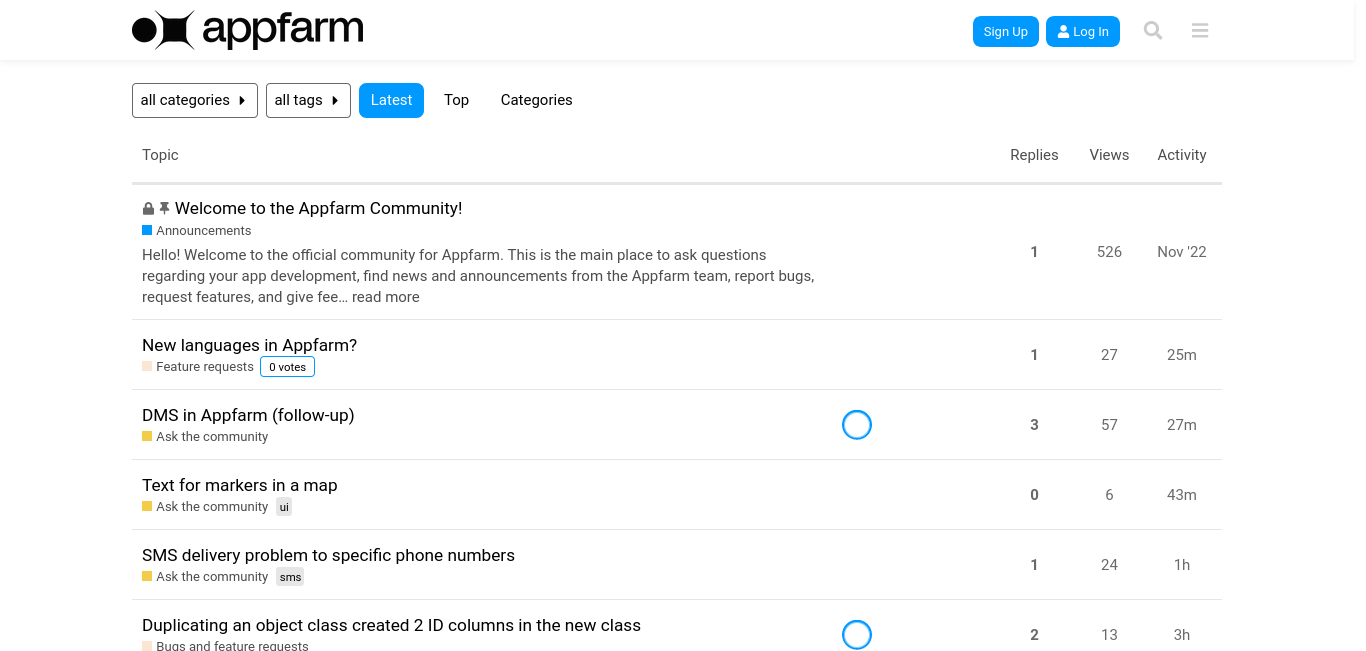 appfarm
Sign Up
Log In
all categories
all tags
Latest
Top
Categories
Topic
Replies
Views
Activity
Welcome to the Appfarm Community!
Announcements
Hello! Welcome to the official community for Appfarm. This is the main place to ask questions
regarding your app development, find news and announcements from the Appfarm team, report bugs,
request features, and give fee… read more
1
526
Nov '22
New languages in Appfarm?
Feature requests
0 votes
1
27
25m
DMS in Appfarm (follow-up)
Ask the community
3
57
27m
Text for markers in a map
Ask the community
ui
0
6
43m
SMS delivery problem to specific phone numbers
Ask the community
sms
1
24
1h
Duplicating an object class created 2 ID columns in the new class
Bugs and feature requests
2
13
3h